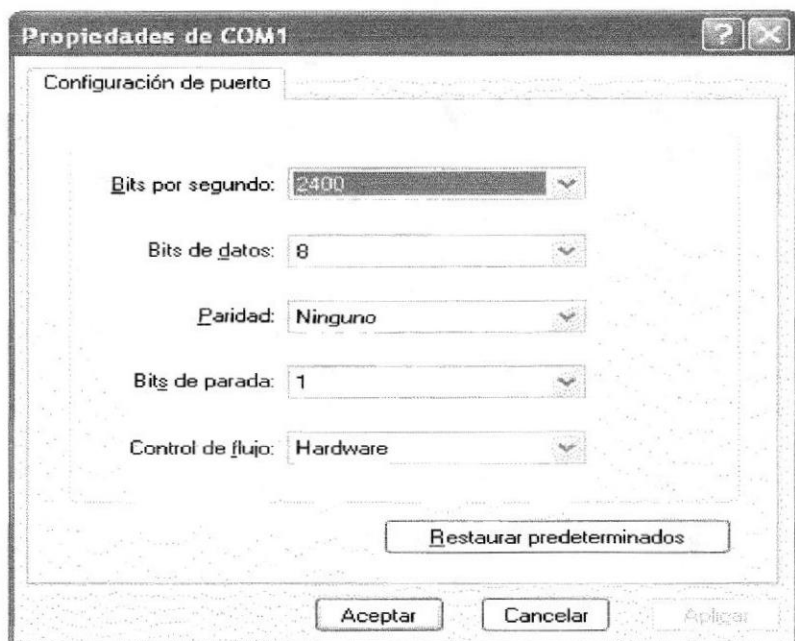 Propiedades de COM1
Configuración de puerto
Bits por segundo: 2400
Bits de datos: 8
Paridad: Ninguno
Bits de parada: 1
Control de flujo: Hardware
Restaurar predeterminados
Aceptar Cancelar Aplicar